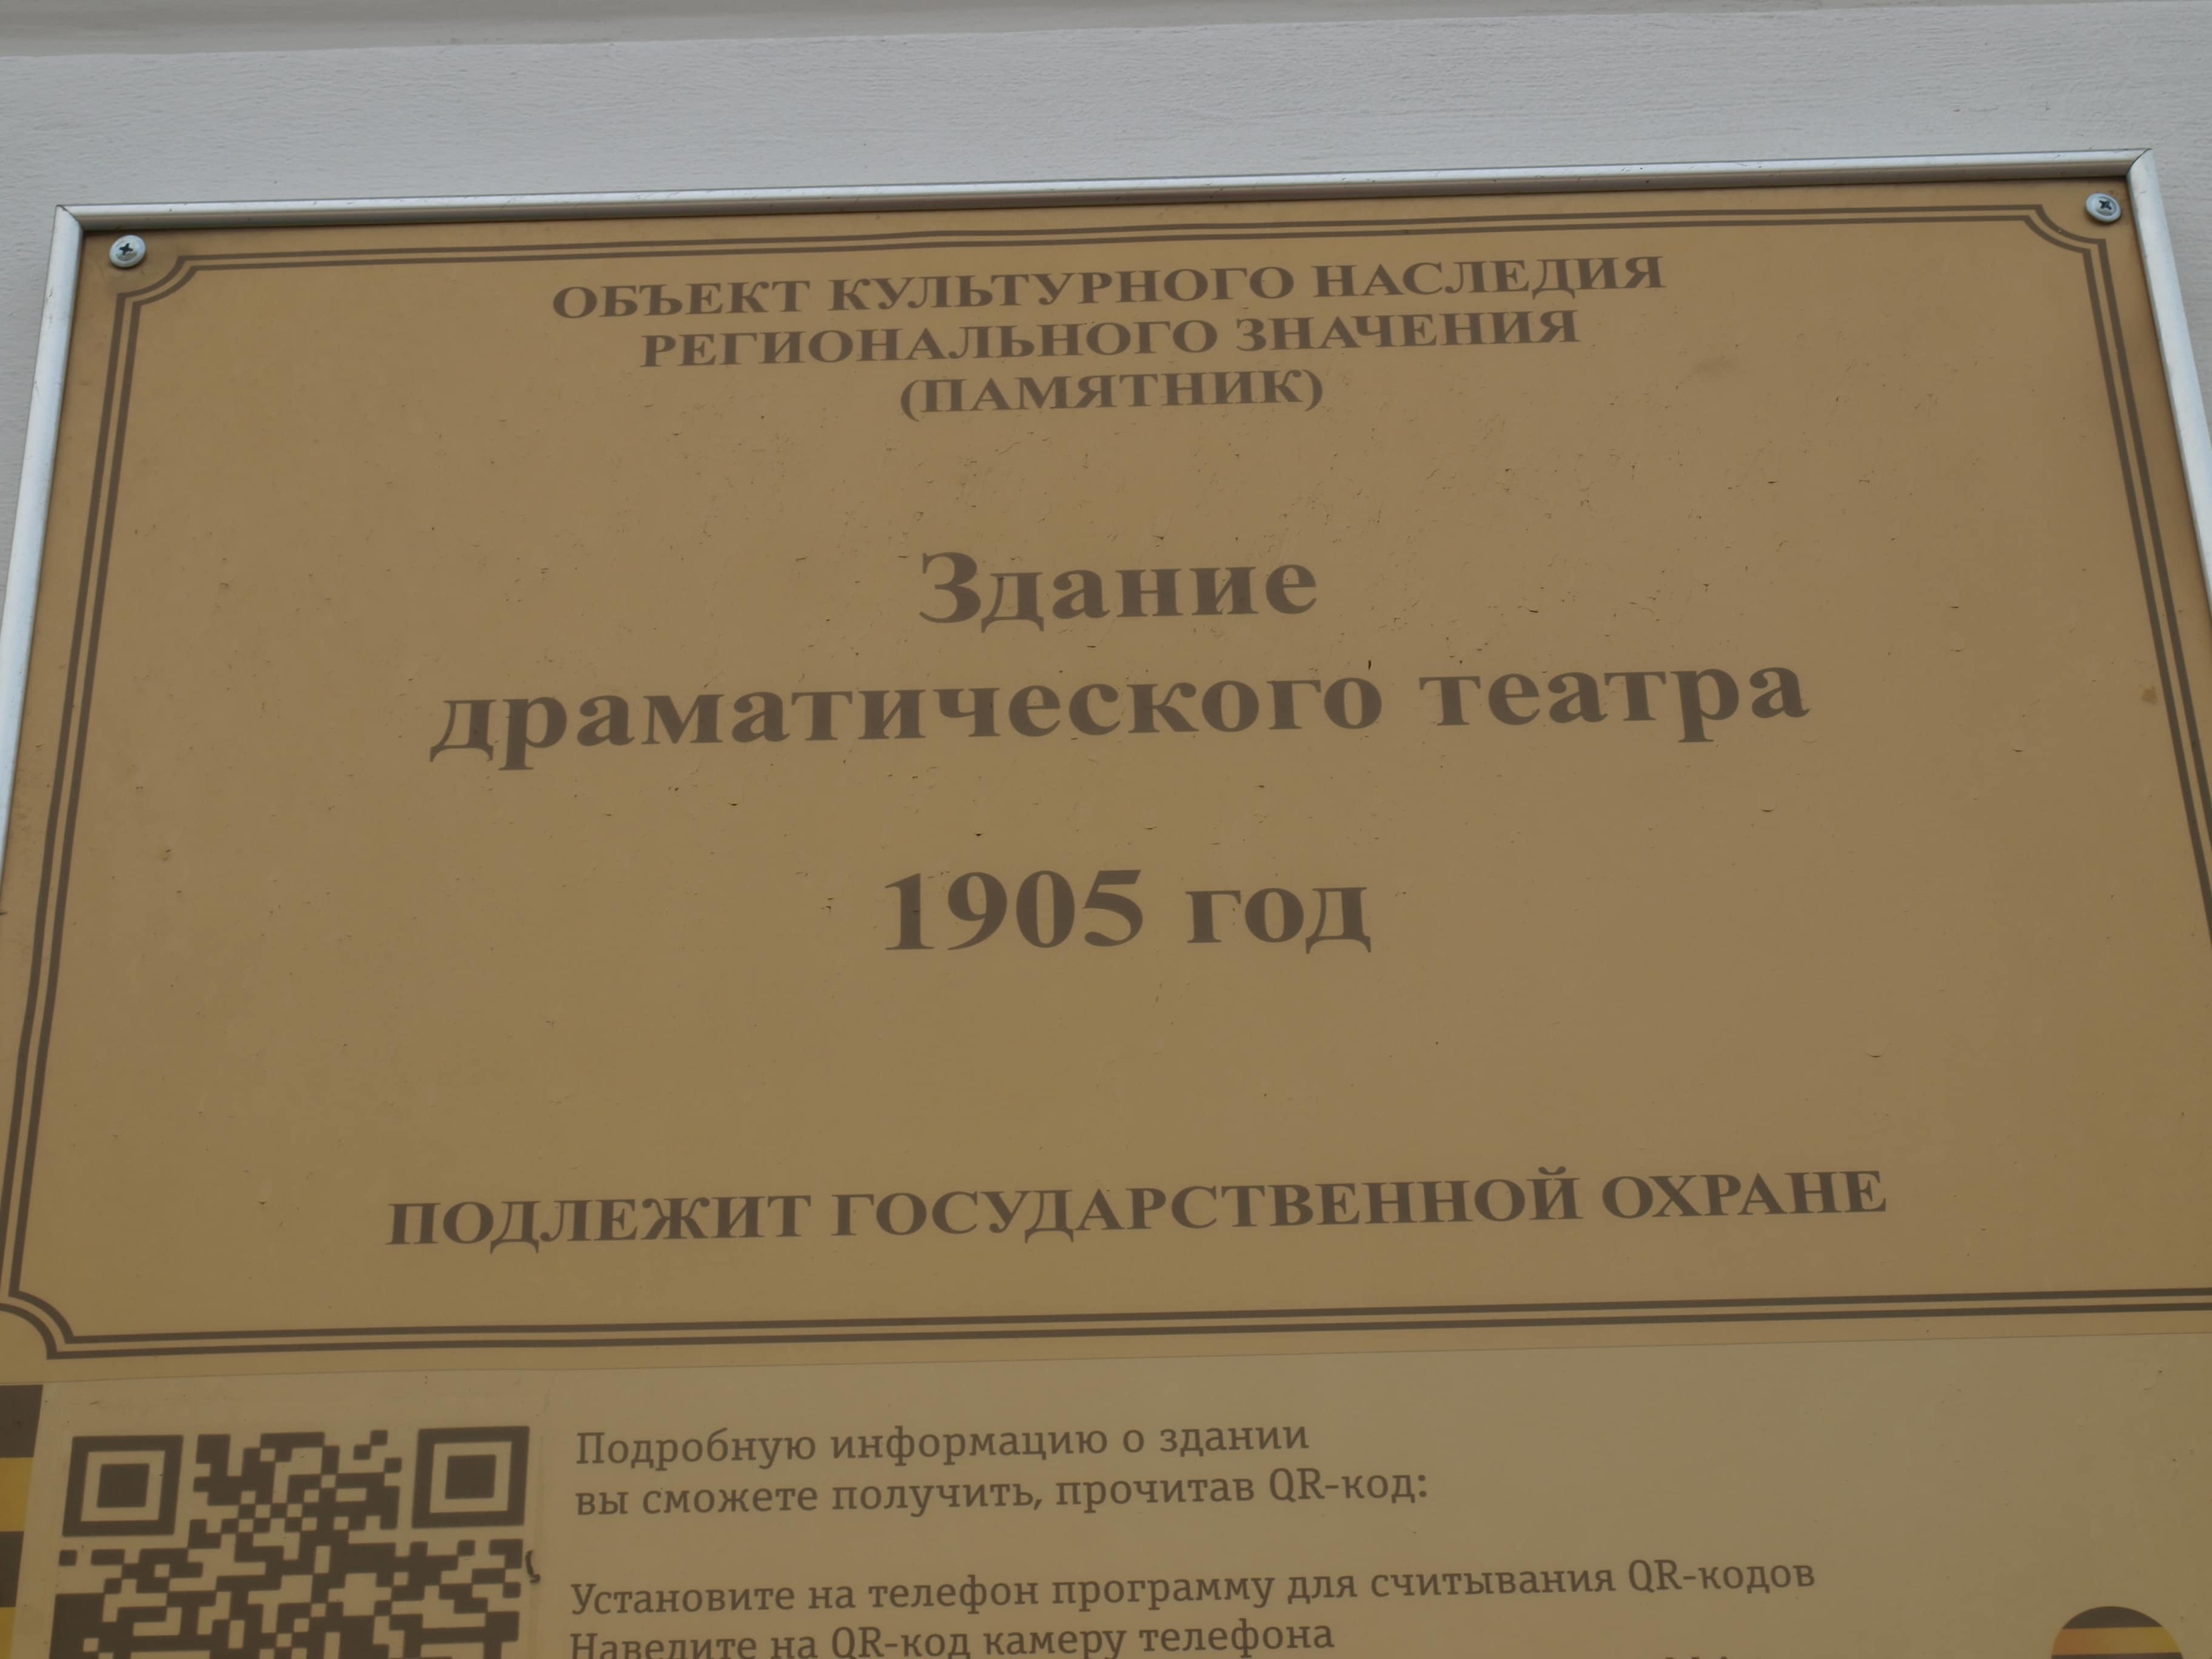 ОБЪЕКТ КУЛЬТУРНОГО НАСЛЕДИЯ
РЕГИОНАЛЬНОГО ЗНАЧЕНИЯ
(ПАМЯТНИК)
Здание
драматического театра
1905 год
ПОДЛЕЖИТ ГОСУДАРСТВЕННОЙ ОХРАНЕ
Подробную информацию о здании
вы сможете получить, прочитав QR-код:
Установите на телефон программу для считывания QR-кодов
Наведите на QR-код камеру телефона